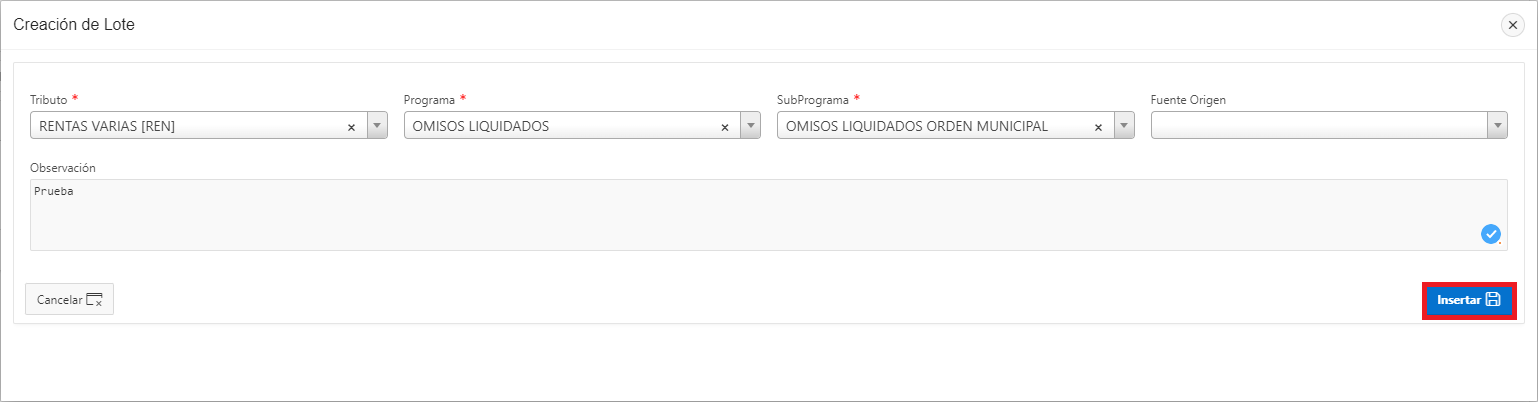 Creación de Lote
Tributo * Programa * SubPrograma * Fuente Origen
RENTAS VARIAS [REN] OMISOS LIQUIDADOS OMISOS LIQUIDADOS ORDEN MUNICIPAL
Observación
Prueba
Cancelar Insertar